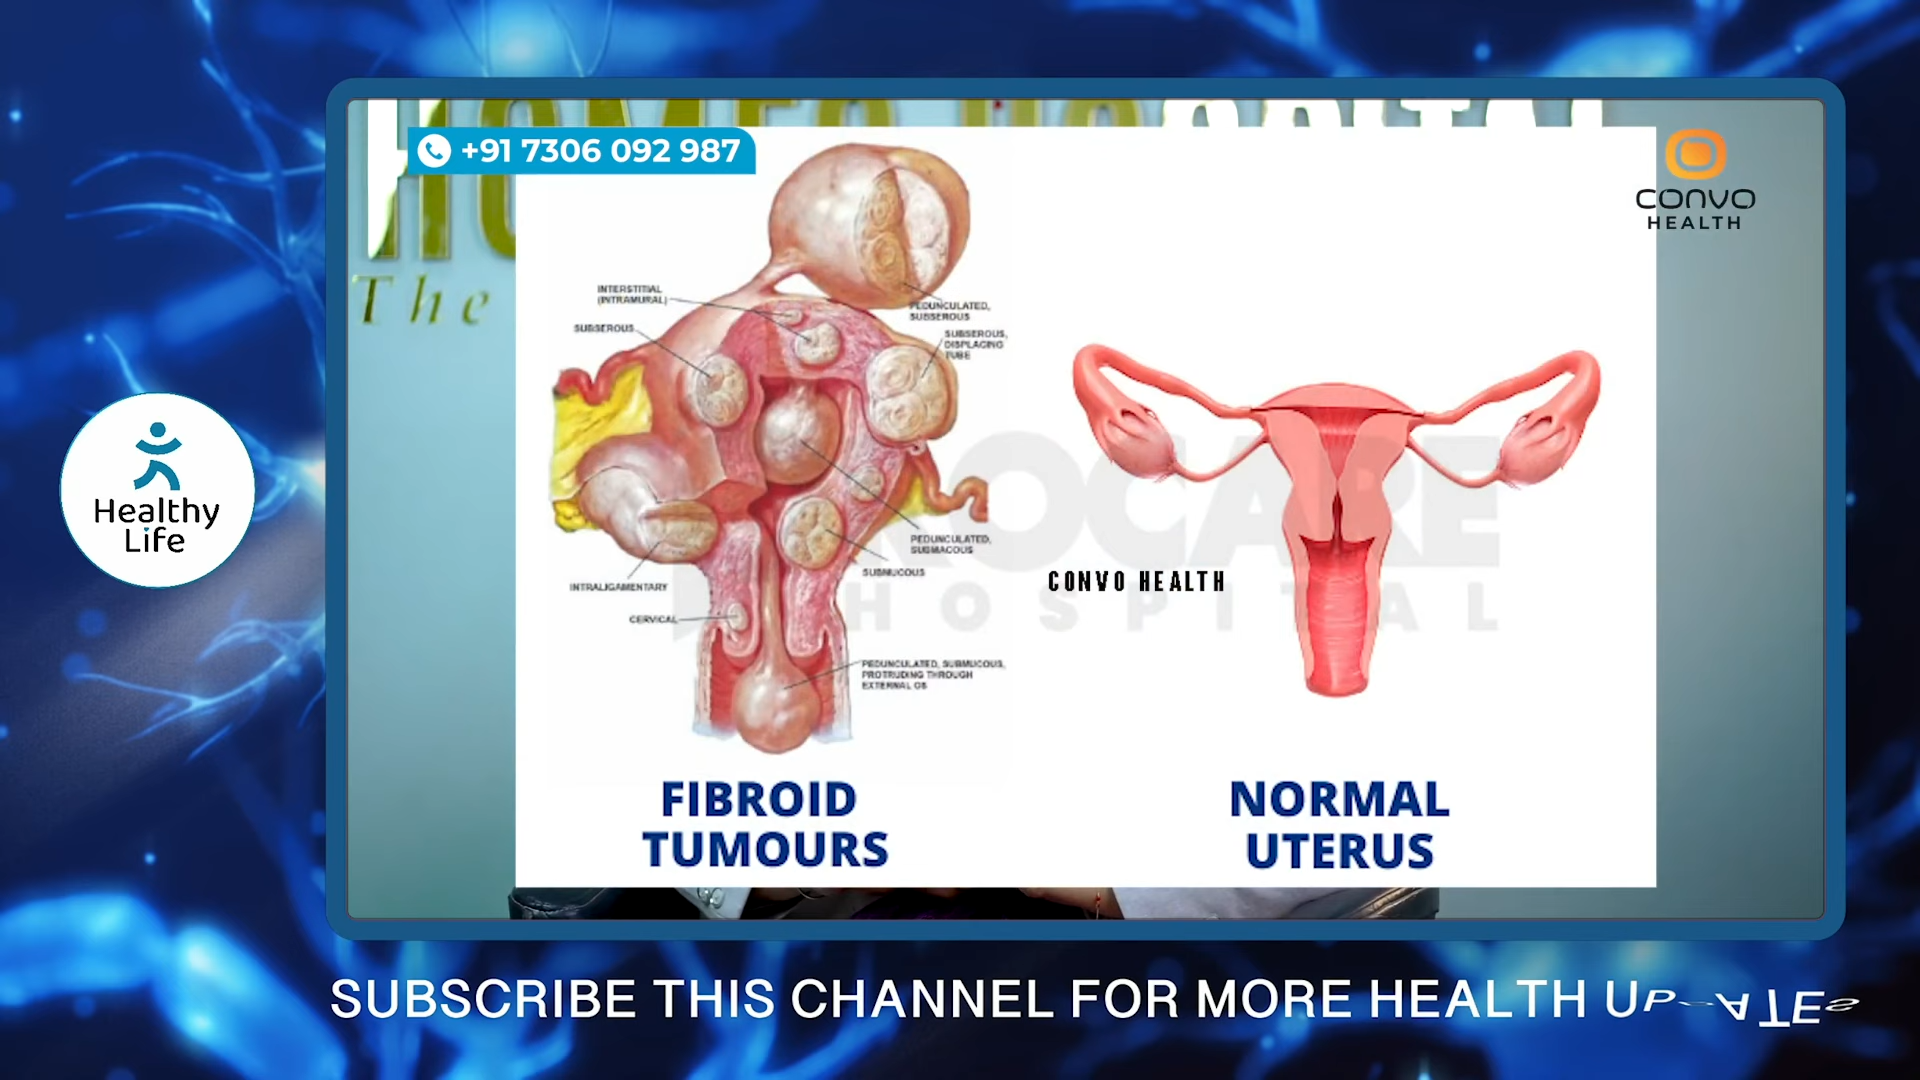 +91 7306 092 987
CONVO
HEALTH
The
INTERSTITIAL
(INTRAMURAL)
SUBSEROUS
PEDUNCULATED,
SUBSEROUS
SUBSEROUS,
DISPLACING
TUBE
PEDUNCULATED,
SUBMACOUS
SUBMUCOUS
INTRALIGAMENTARY
CERVICAL
PEDUNCULATED, SUBMUCOUS,
PROTRUDING THROUGH
EXTERNAL OS
CONVO HEALTH
HOSPITAL
FIBROID
TUMOURS
NORMAL
UTERUS
Healthy
Life
SUBSCRIBE THIS CHANNEL FOR MORE HEALTH UPDATES